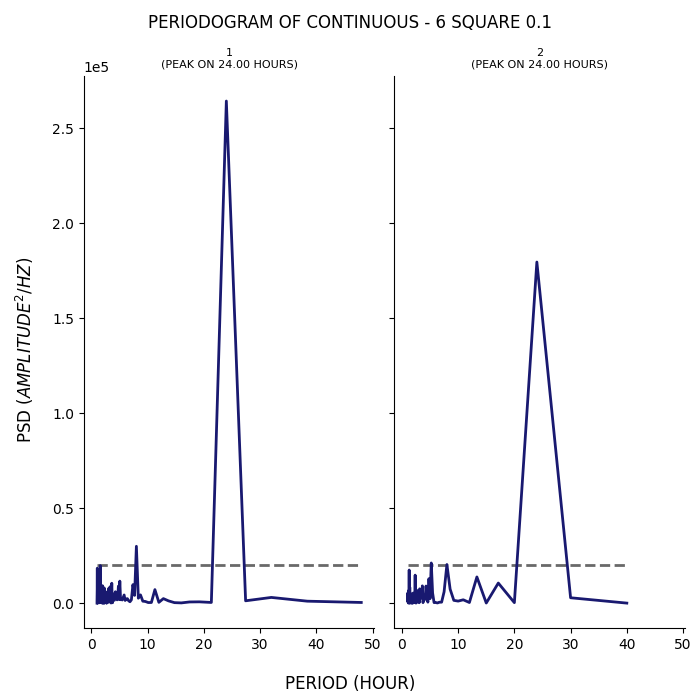 PERIODOGRAM OF CONTINUOUS - 6 SQUARE 0.1
1
(PEAK ON 24.00 HOURS)
2
(PEAK ON 24.00 HOURS)
1e5
2.5
2.0
1.5
1.0
0.5
0.0
PSD (AMPLITUDE²/HZ)
0 10 20 30 40 50
0 10 20 30 40 50
PERIOD (HOUR)